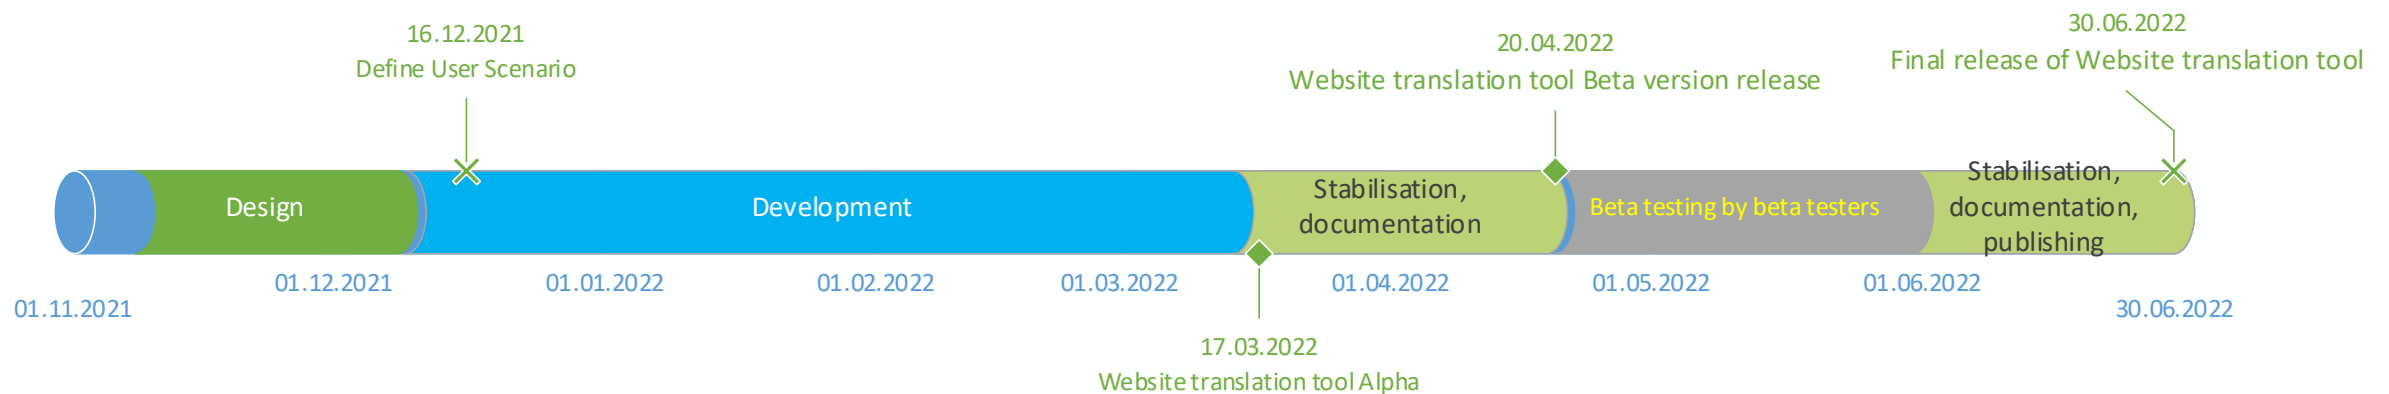 16.12.2021
Define User Scenario
20.04.2022
Website translation tool Beta version release
30.06.2022
Final release of Website translation tool
Design
Development
Stabilisation,
documentation
Beta testing by beta testers
Stabilisation,
documentation,
publishing
01.11.2021
01.12.2021
01.01.2022
01.02.2022
01.03.2022
01.04.2022
01.05.2022
01.06.2022
30.06.2022
17.03.2022
Website translation tool Alpha